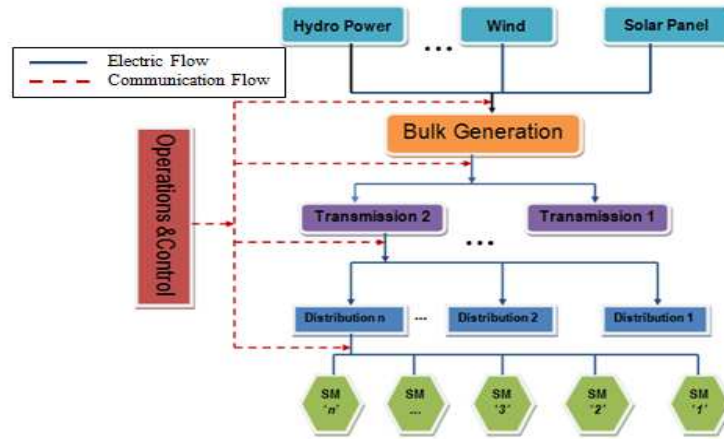 Hydro Power
...
Wind
Solar Panel
Electric Flow
Communication Flow
Bulk Generation
Operations &Control
Transmission 2
Transmission 1
...
Distribution n
...
Distribution 2
Distribution 1
SM
'n'
SM
...
SM
'3'
SM
'2'
SM
'1'